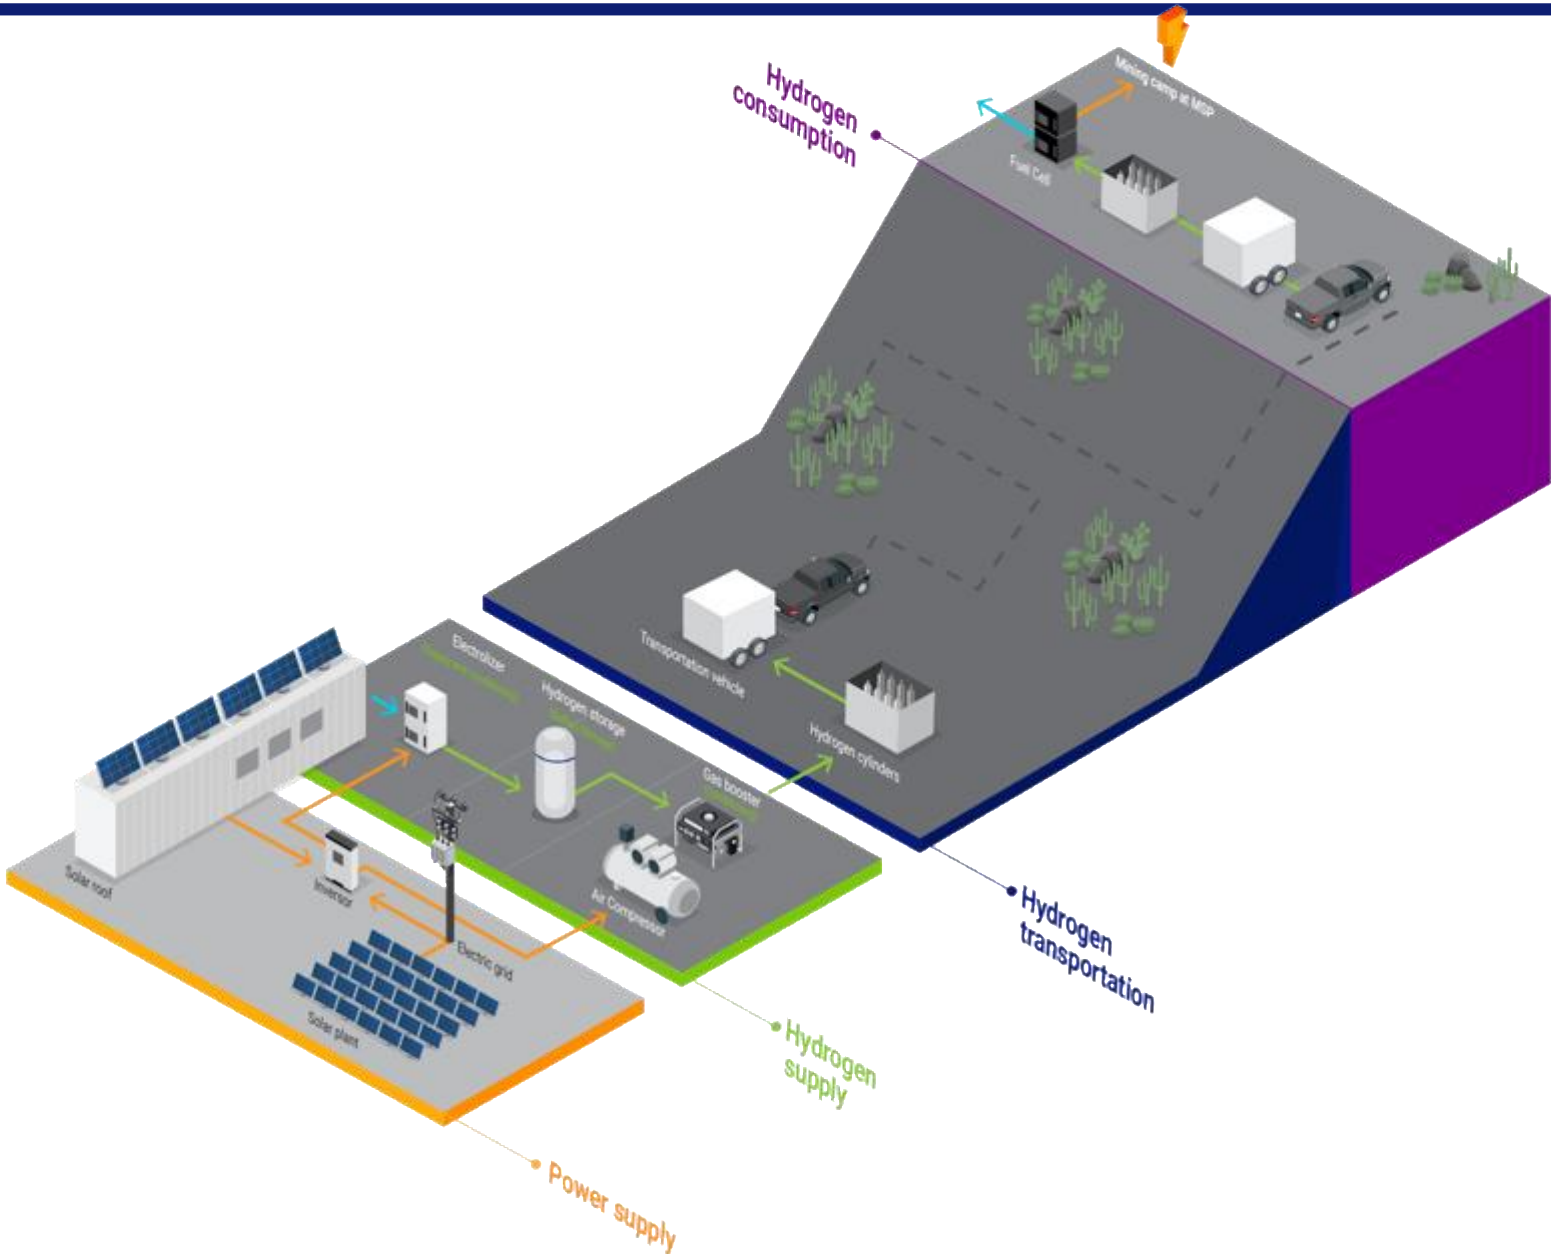 Hydrogen
consumption
Mining camp at MSR
Fuel Cell
Electrolizer
Hydrogen storage
Gas booster
Transportation vehicle
Hydrogen cylinders
Solar roof
Inversor
Air Compressor
Electric grid
Solar plant
Hydrogen
transportation
Hydrogen
supply
Power supply